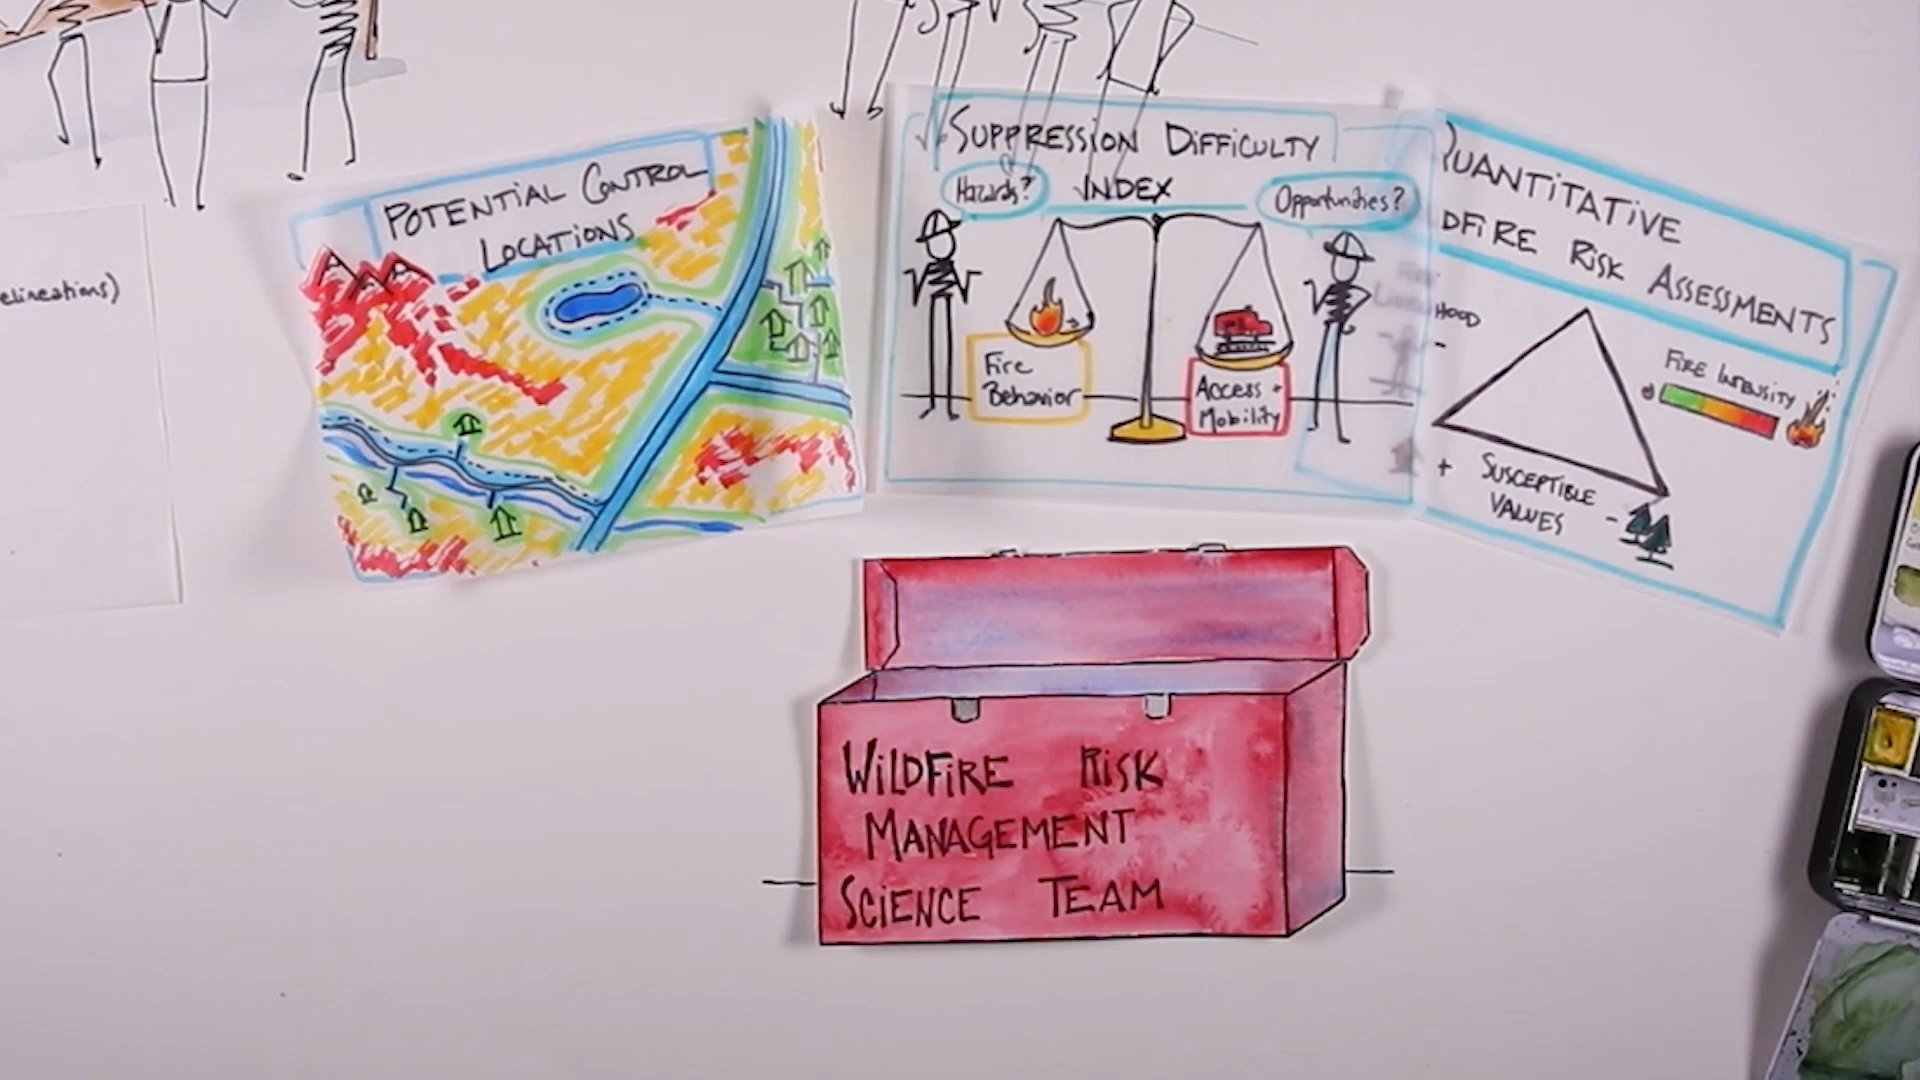 elineations)
POTENTIAL CONTROL
LOCATIONS
SUPPRESSION DIFFICULTY
INDEX
Hazards?
Opportunities?
Fire
Behavior
Access +
Mobility
QUANTITATIVE
DFIRE RISK ASSESSMENTS
HOOD
FIRE INTENSITY
+ SUSCEPTIBLE
VALUES -
WILDFIRE RISK
MANAGEMENT
SCIENCE TEAM